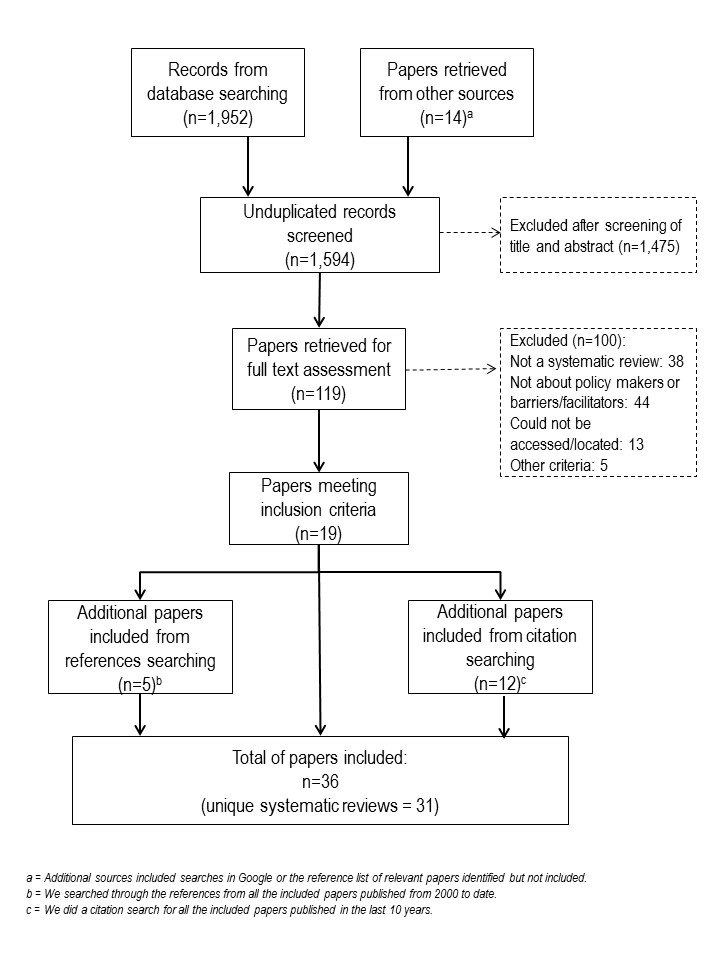 Records from
database searching
(n=1,952)
Papers retrieved
from other sources
(n=14)a
Unduplicated records
screened
(n=1,594)
Excluded after screening of
title and abstract (n=1,475)
Papers retrieved for
full text assessment
(n=119)
Excluded (n=100):
Not a systematic review: 38
Not about policy makers or
barriers/facilitators: 44
Could not be
accessed/located: 13
Other criteria: 5
Papers meeting
inclusion criteria
(n=19)
Additional papers
included from
references searching
(n=5)b
Additional papers
included from citation
searching
(n=12)c
Total of papers included:
n=36
(unique systematic reviews = 31)
a = Additional sources included searches in Google or the reference list of relevant papers identified but not included.
b = We searched through the references from all the included papers published from 2000 to date.
c = We did a citation search for all the included papers published in the last 10 years.